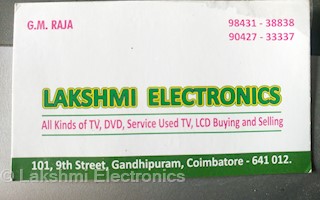 G.M. RAJA
98431 - 38838
90427 - 33337
LAKSHMI ELECTRONICS
All Kinds of TV, DVD, Service Used TV, LCD Buying and Selling
101, 9th Street, Gandhipuram, Coimbatore - 641 012.
© Lakshmi Electronics